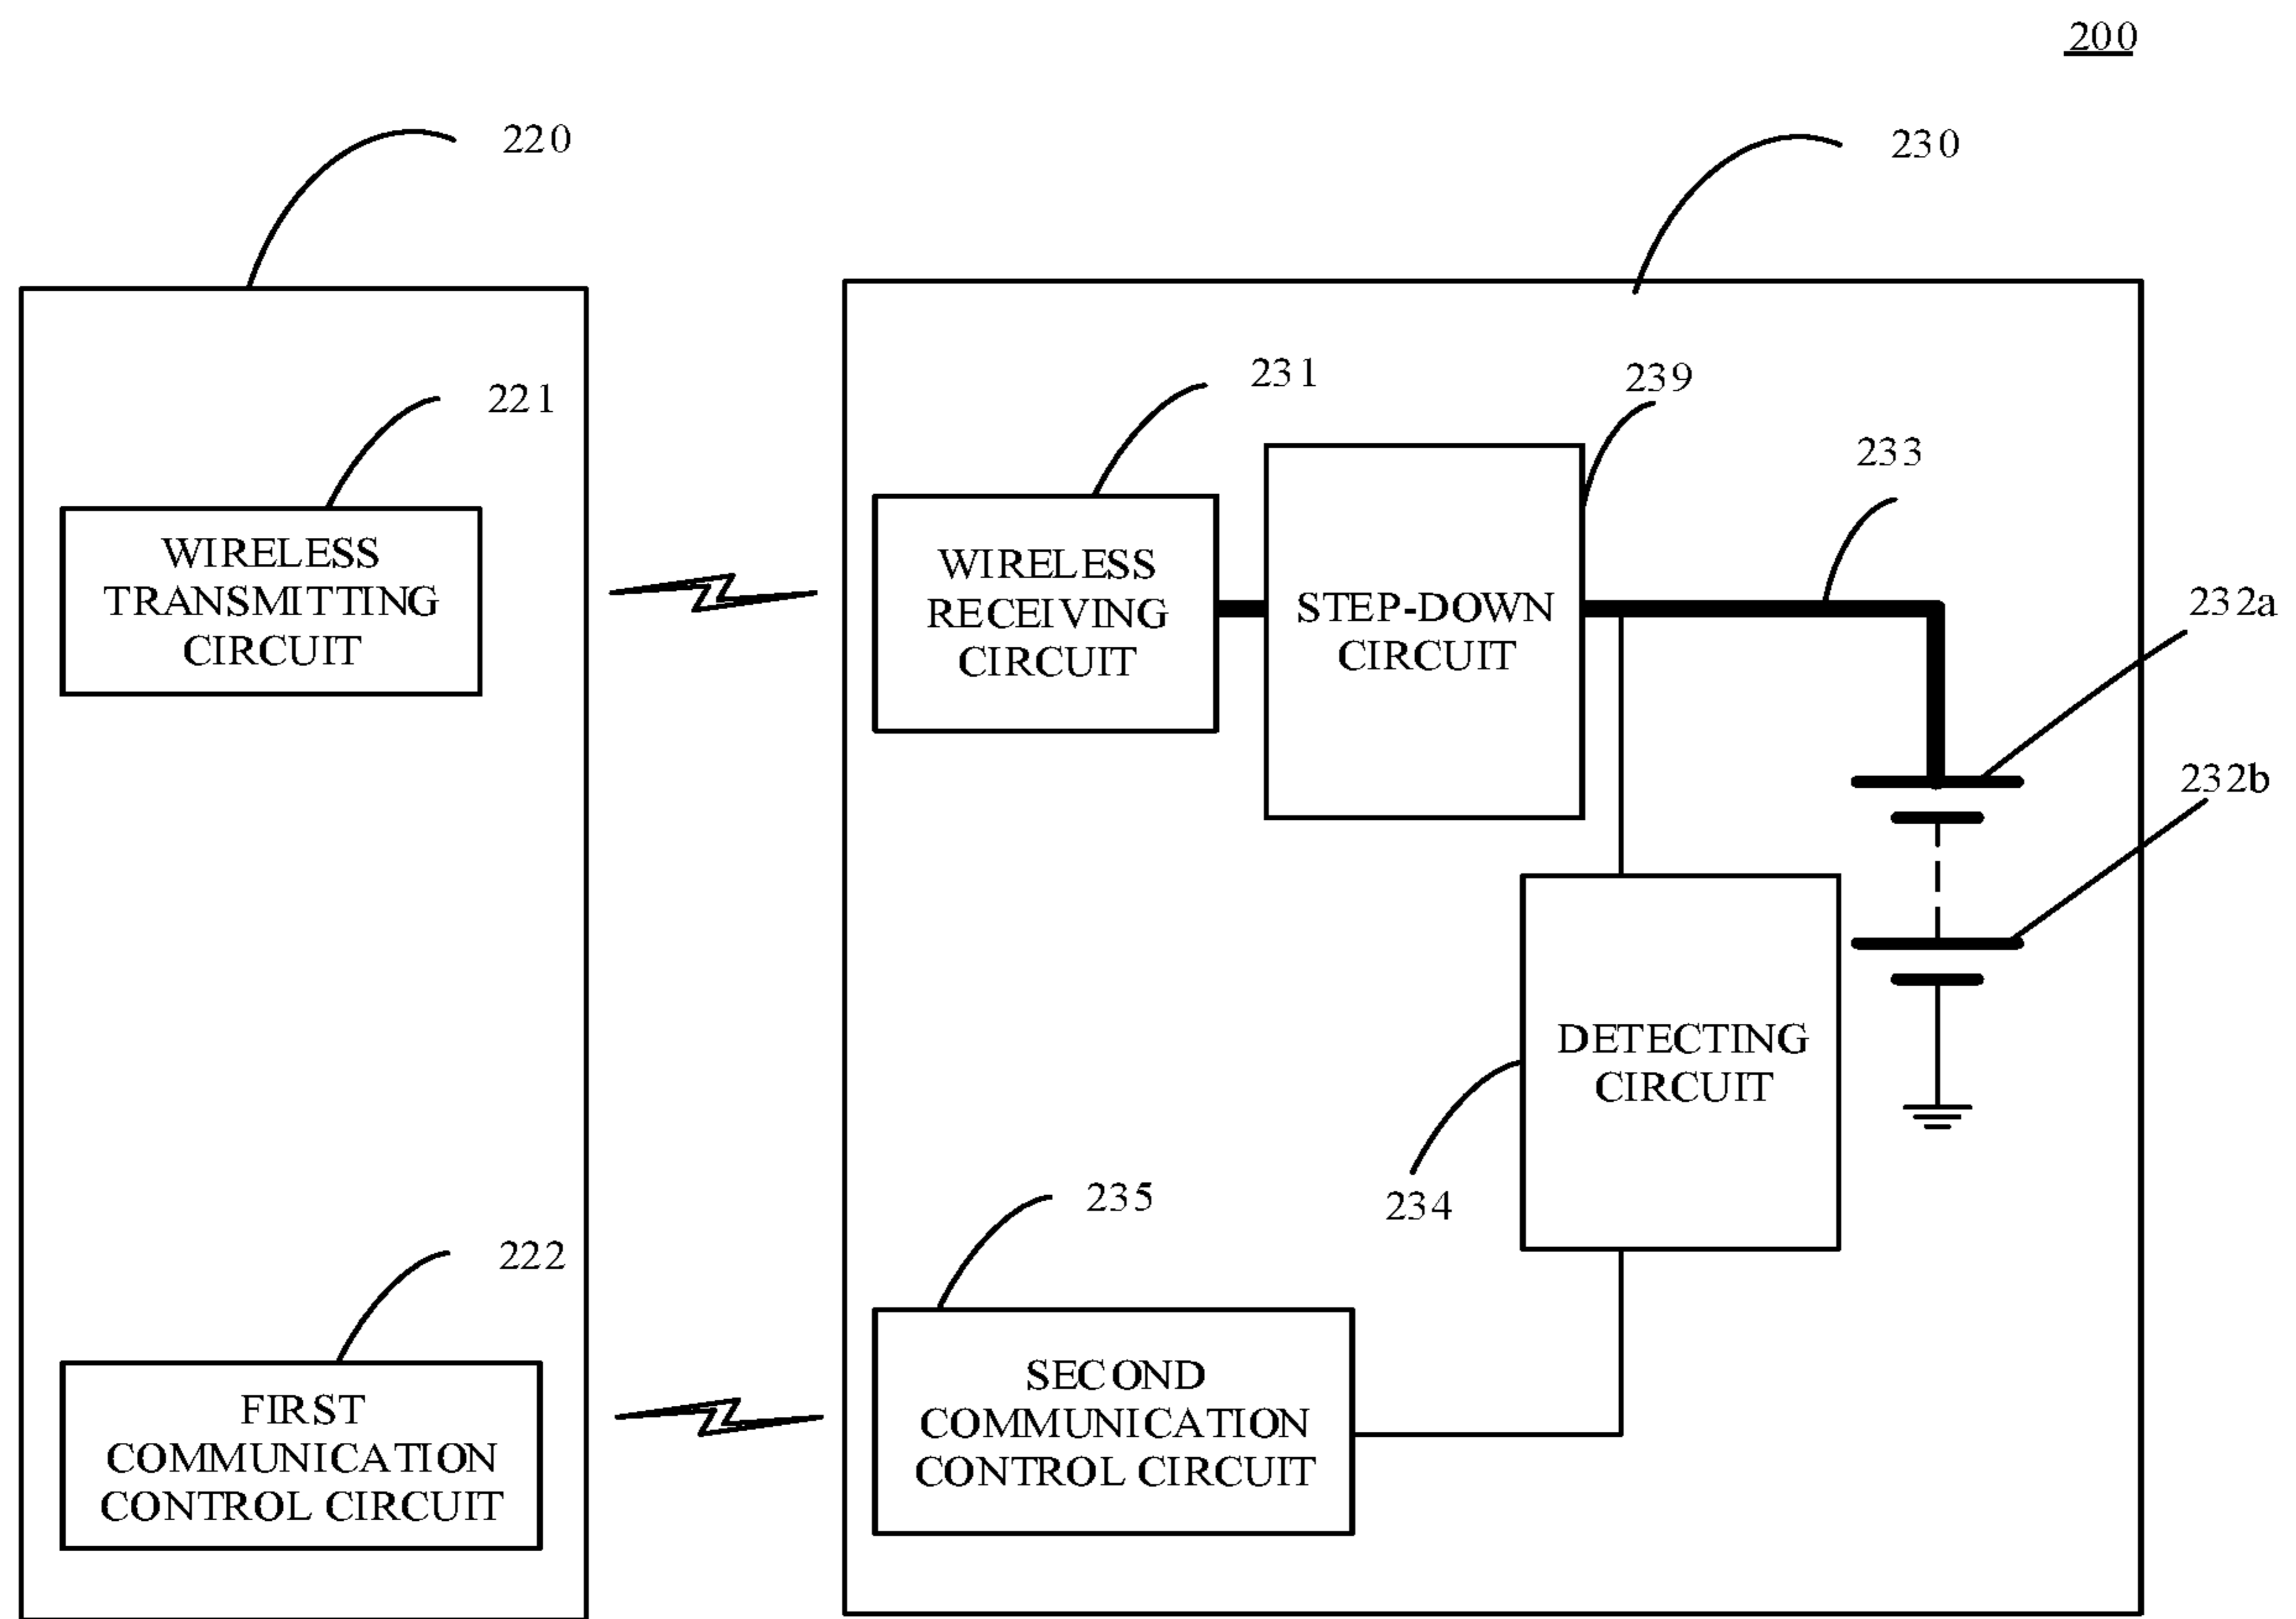 200
220
230
221
231
239
233
WIRELESS
TRANSMITTING
CIRCUIT
WIRELESS
RECEIVING
CIRCUIT
STEP-DOWN
CIRCUIT
232a
232b
DETECTING
CIRCUIT
234
235
222
FIRST
COMMUNICATION
CONTROL CIRCUIT
SECOND
COMMUNICATION
CONTROL CIRCUIT